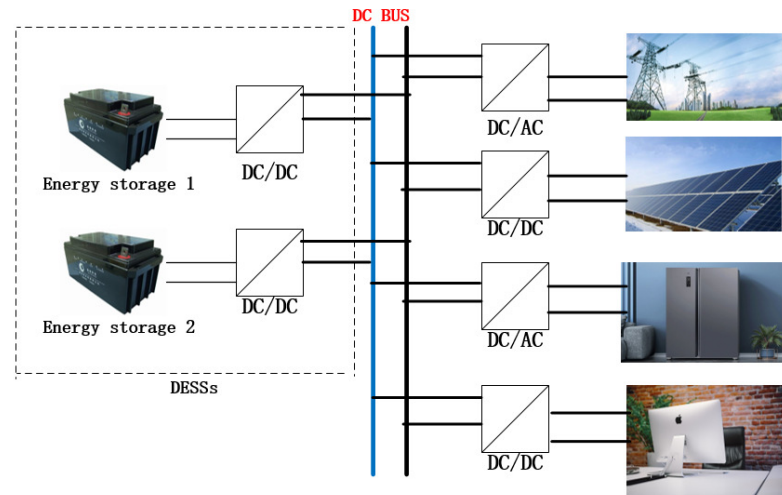 DC BUS
DC/DC
Energy storage 1
DC/DC
Energy storage 2
DESSs
DC/AC
DC/DC
DC/AC
DC/DC